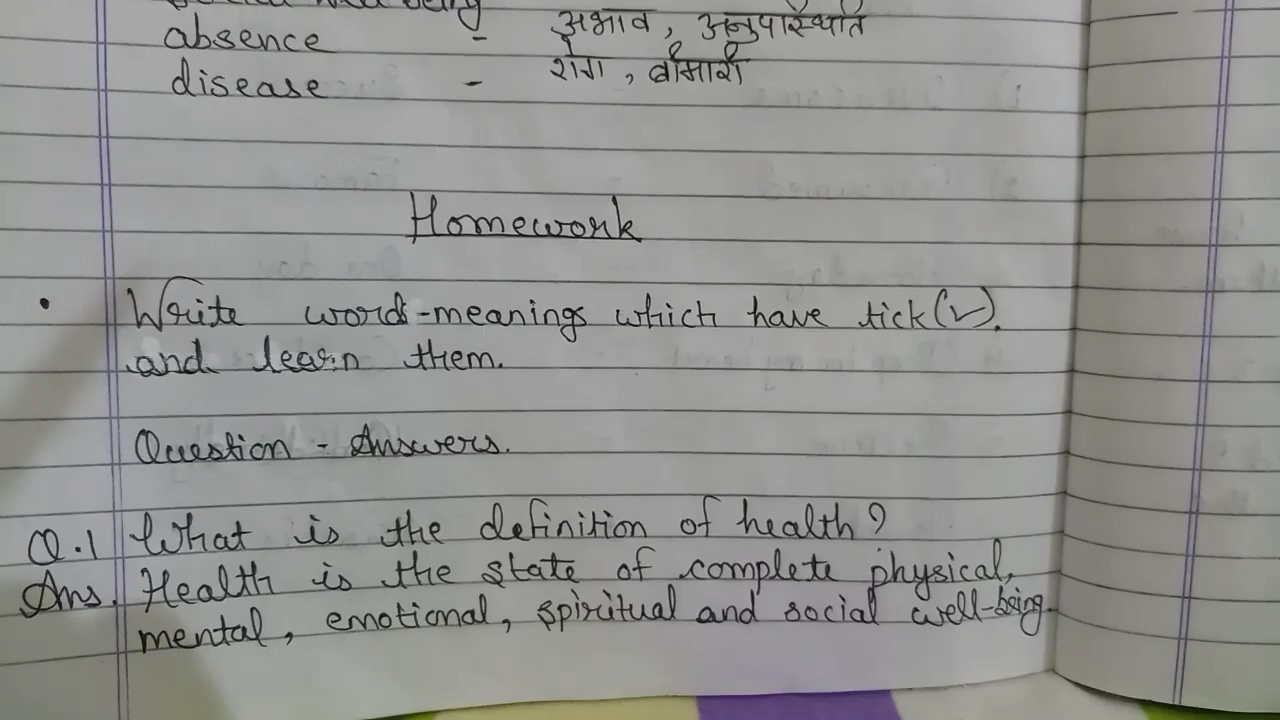 being
absence - अभाव, अनुपस्थिति
disease - रोग, बीमारी
Homework
• Write word-meanings which have tick(✓).
and learn them.
Question - Answers.
Q.1 What is the definition of health?
Ans. Health is the state of complete physical,
mental, emotional, spiritual and social well-being.